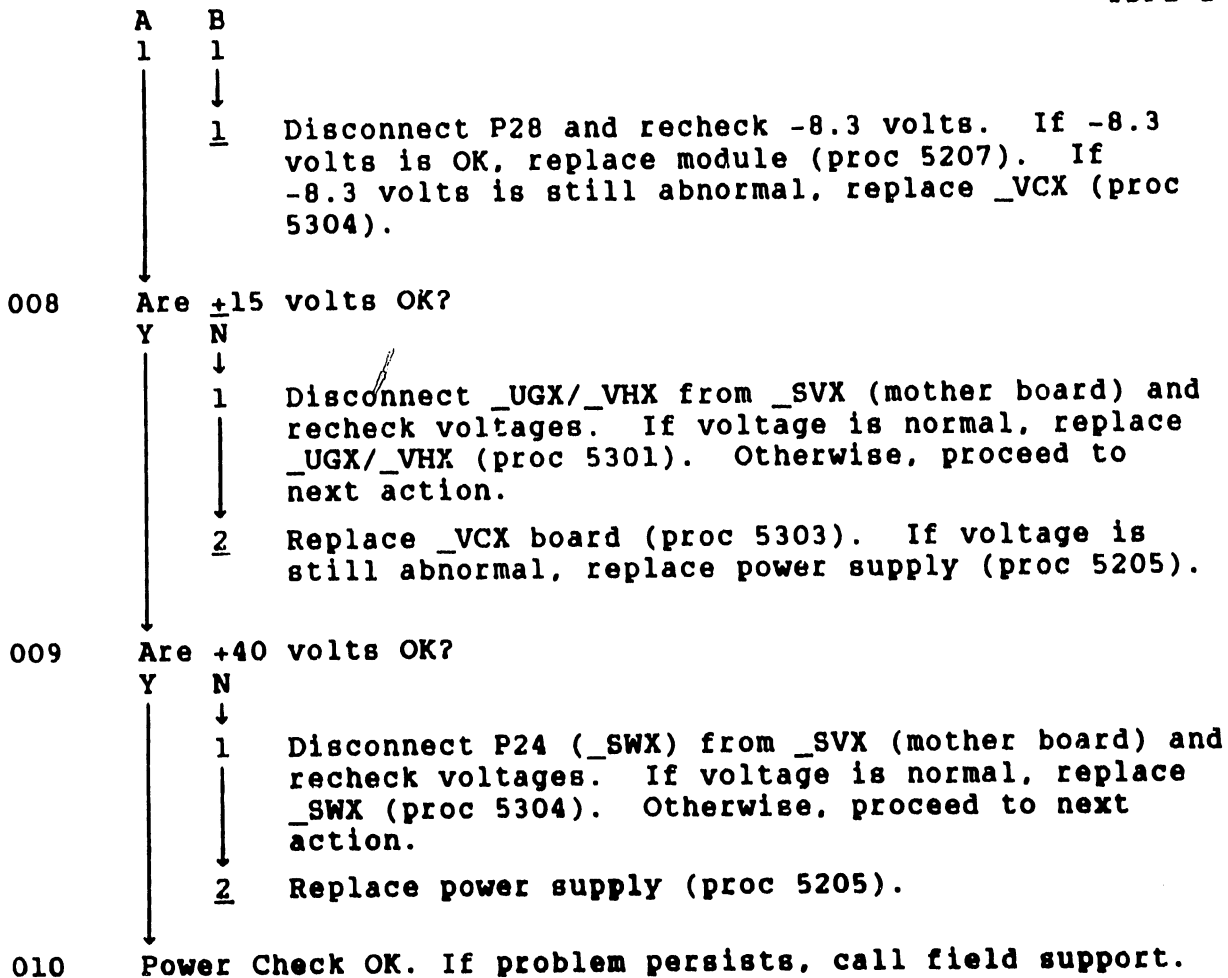 A B
1 1
1 Disconnect P28 and recheck -8.3 volts. If -8.3
volts is OK, replace module (proc 5207). If
-8.3 volts is still abnormal, replace _VCX (proc
5304).
008 Are ±15 volts OK?
Y N
1 Disconnect _UGX/_VHX from _SVX (mother board) and
recheck voltages. If voltage is normal, replace
_UGX/_VHX (proc 5301). Otherwise, proceed to
next action.
2 Replace _VCX board (proc 5303). If voltage is
still abnormal, replace power supply (proc 5205).
009 Are +40 volts OK?
Y N
1 Disconnect P24 (_SWX) from _SVX (mother board) and
recheck voltages. If voltage is normal, replace
_SWX (proc 5304). Otherwise, proceed to next
action.
2 Replace power supply (proc 5205).
010 Power Check OK. If problem persists, call field support.